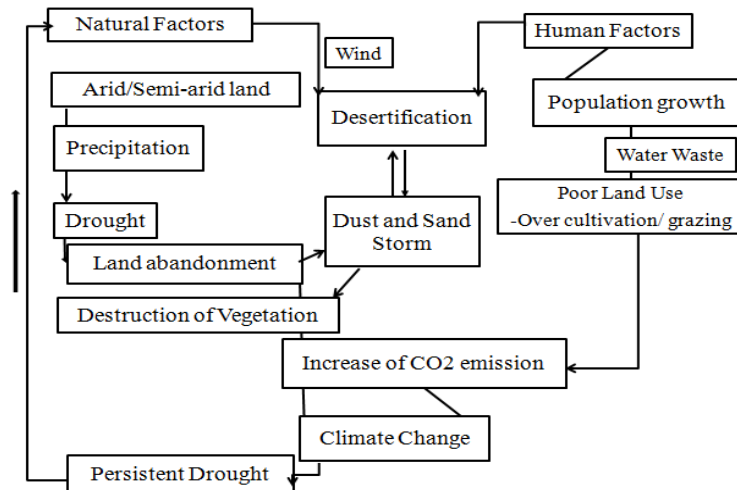 Natural Factors
Human Factors
Wind
Arid/Semi-arid land
Population growth
Desertification
Precipitation
Water Waste
Poor Land Use
-Over cultivation/ grazing
Drought
Dust and Sand
Storm
Land abandonment
Destruction of Vegetation
Increase of CO2 emission
Climate Change
Persistent Drought